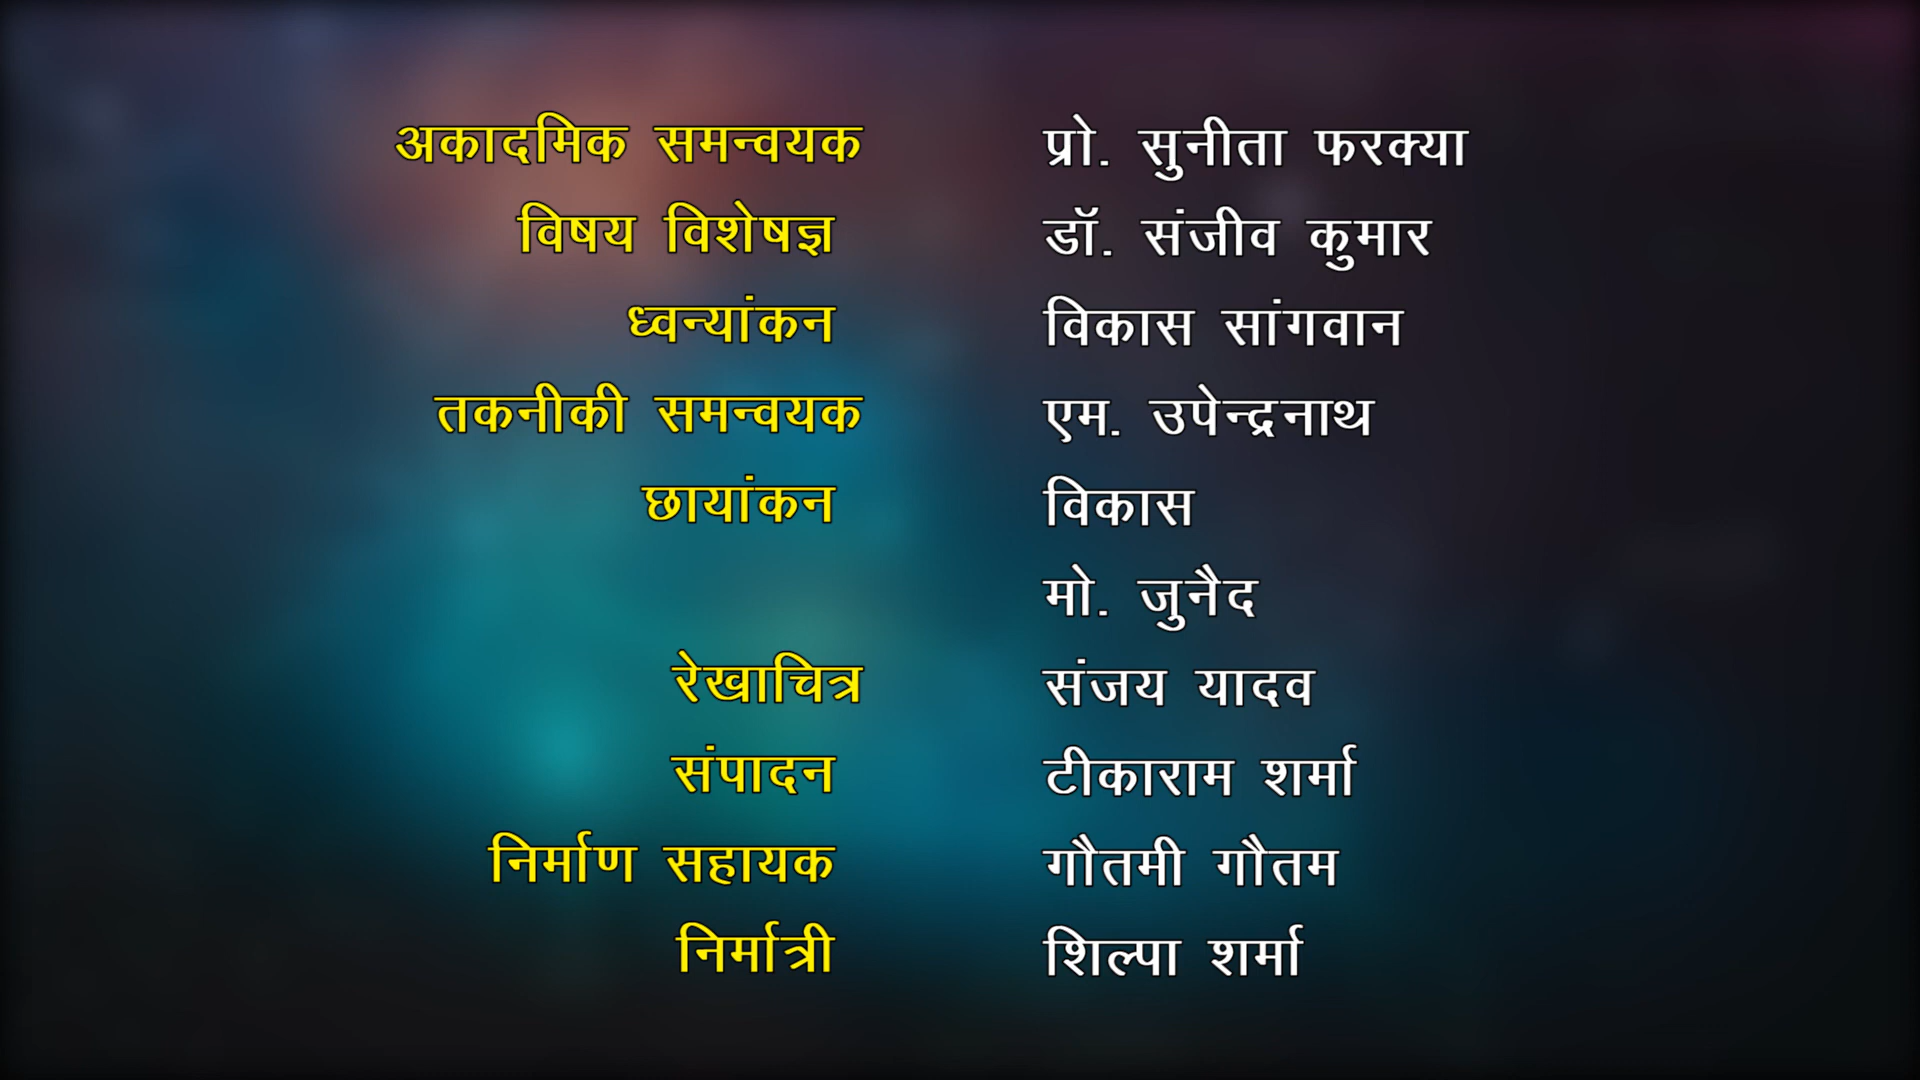 अकादमिक समन्वयक प्रो. सुनीता फरक्या
विषय विशेषज्ञ डॉ. संजीव कुमार
ध्वन्यांकन विकास सांगवान
तकनीकी समन्वयक एम. उपेन्द्रनाथ
छायांकन विकास
मो. जुनैद
रेखाचित्र संजय यादव
संपादन टीकाराम शर्मा
निर्माण सहायक गौतमी गौतम
निर्मात्री शिल्पा शर्मा